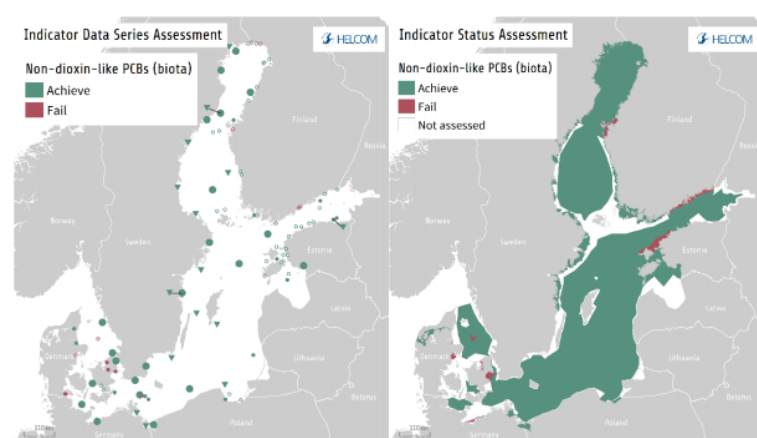 Indicator Data Series Assessment
HELCOM
Non-dioxin-like PCBs (biota)
Achieve
Fail
Finland
Russia
Norway
Sweden
Estonia
Latvia
Denmark
Lithuania
Belarus
Germany
Poland
Indicator Status Assessment
HELCOM
Non-dioxin-like PCBs (biota)
Achieve
Fail
Not assessed
Finland
Russia
Norway
Sweden
Estonia
Latvia
Denmark
Lithuania
Belarus
Germany
Poland